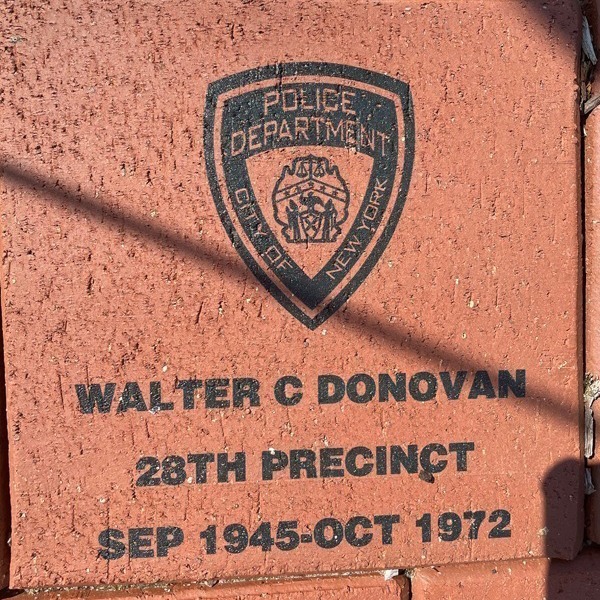 POLICE
DEPARTMENT
CITY OF
NEW YORK
WALTER C DONOVAN
28TH PRECINCT
SEP 1945-OCT 1972